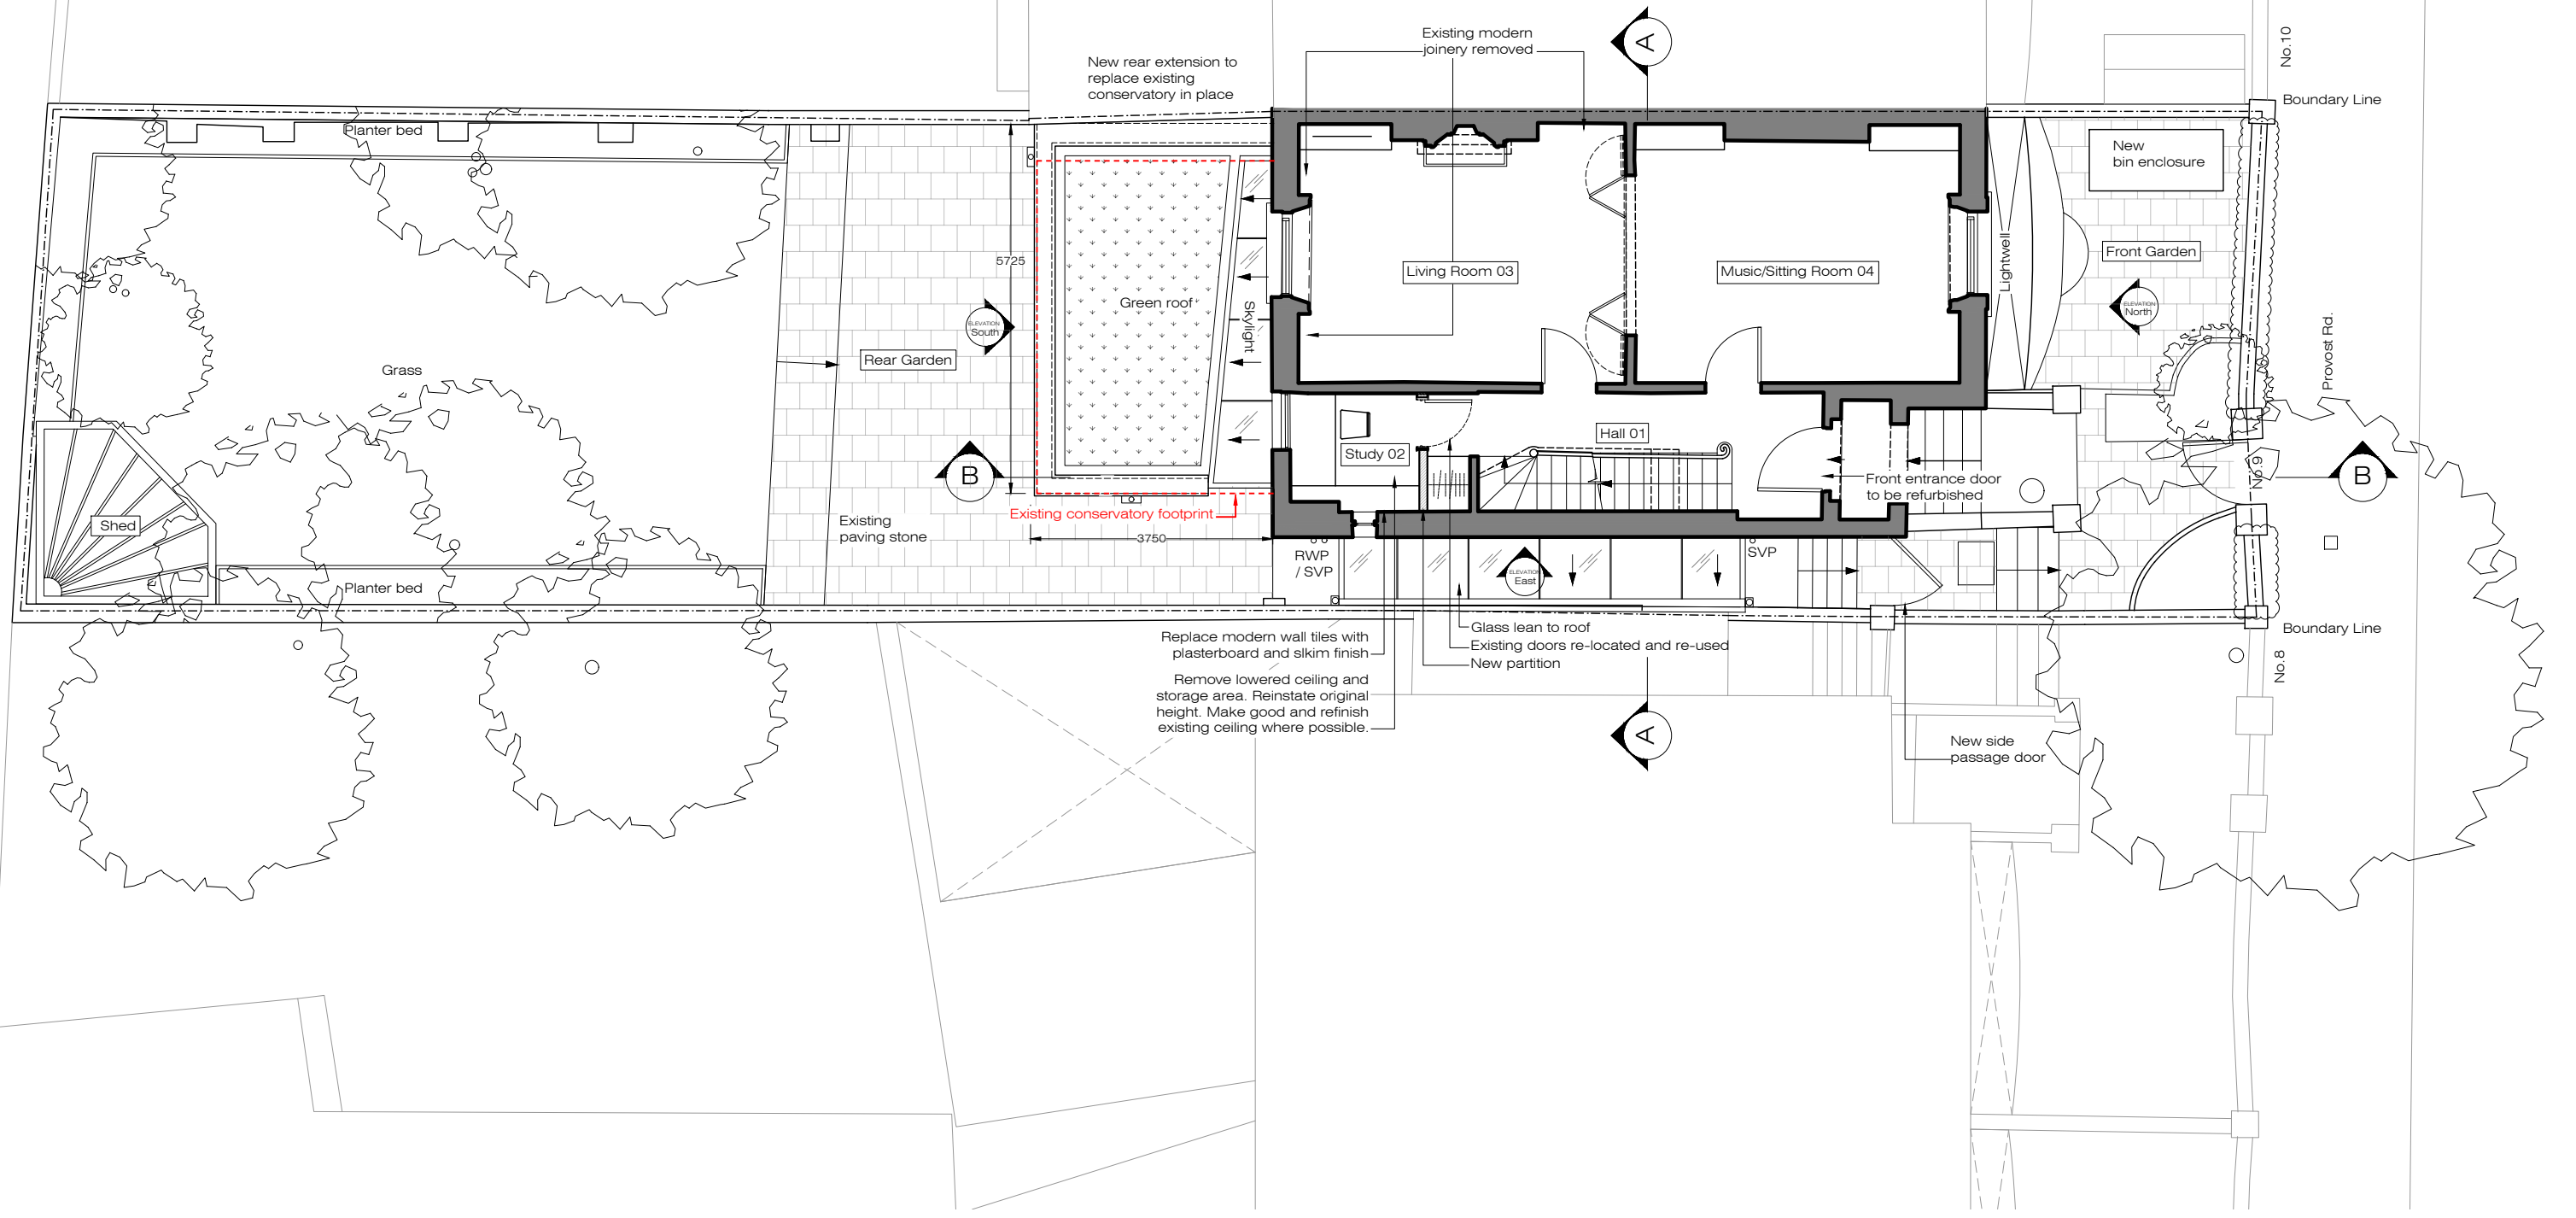 Existing modern
joinery removed
A
No.10
New rear extension to
replace existing
conservatory in place
Boundary Line
Planter bed
New
bin enclosure
5725
Living Room 03
Music/Sitting Room 04
Lightwell
Front Garden
Green roof
Skylight
ELEVATION
South
ELEVATION
North
Rear Garden
Provost Rd.
Grass
Hall 01
Study 02
B
Front entrance door
to be refurbished
No.9
B
Existing conservatory footprint
Shed
Existing
paving stone
3750
RWP
/ SVP
SVP
ELEVATION
East
Planter bed
Glass lean to roof
Existing doors re-located and re-used
New partition
Boundary Line
Replace modern wall tiles with
plasterboard and slkim finish
No.8
Remove lowered ceiling and
storage area. Reinstate original
height. Make good and refinish
existing ceiling where possible.
A
New side
passage door